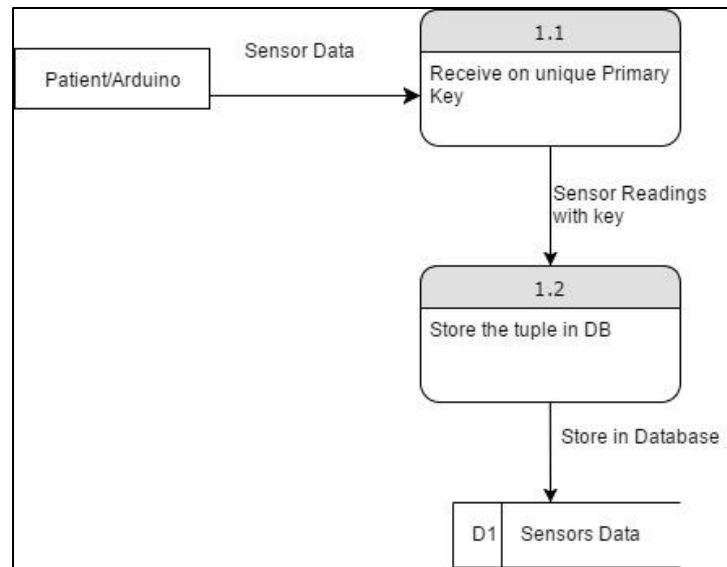 1.1
Sensor Data
Patient/Arduino
Receive on unique Primary
Key
Sensor Readings
with key
1.2
Store the tuple in DB
Store in Database
D1
Sensors Data